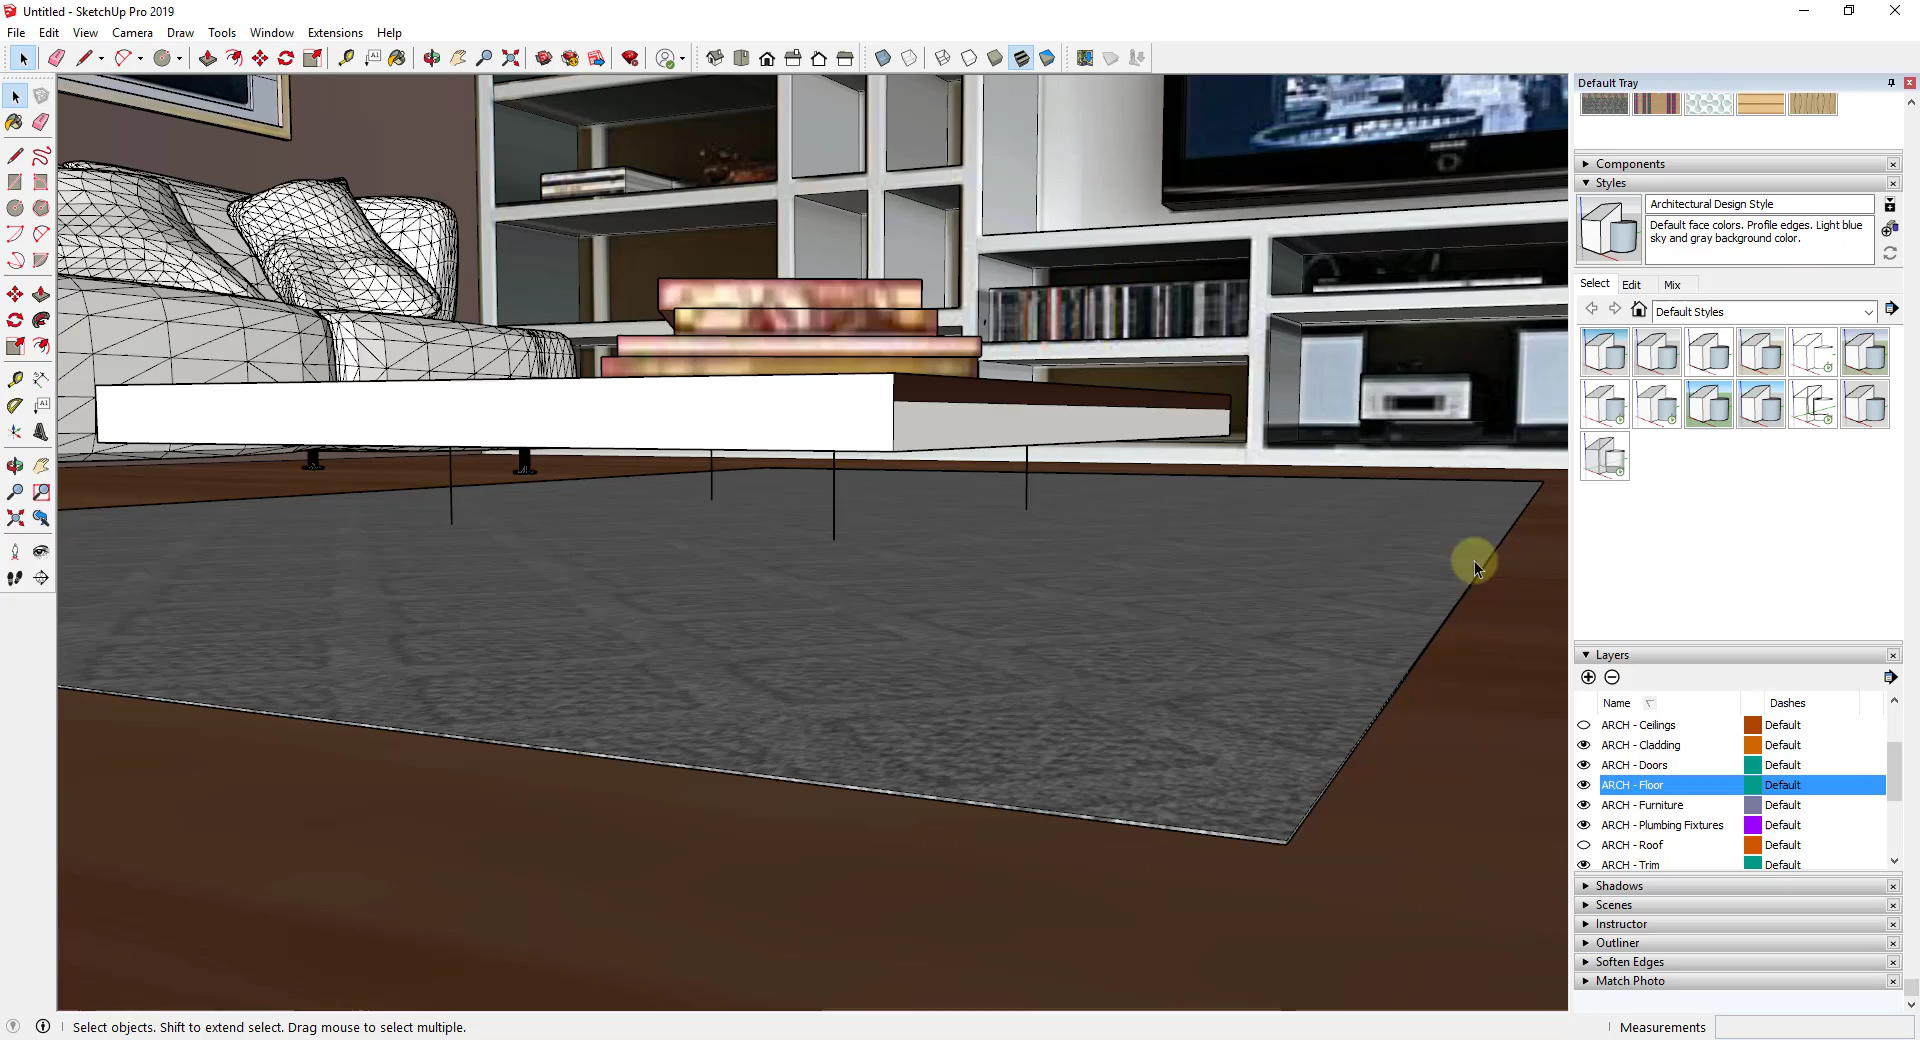 Untitled - SketchUp Pro 2019
File Edit View Camera Draw Tools Window Extensions Help
Default Tray
Components
Styles
Architectural Design Style
Default face colors. Profile edges. Light blue
sky and gray background color.
Select Edit Mix
Default Styles
Layers
Name Dashes
ARCH - Ceilings Default
ARCH - Cladding Default
ARCH - Doors Default
ARCH - Floor Default
ARCH - Furniture Default
ARCH - Plumbing Fixtures Default
ARCH - Roof Default
ARCH - Trim Default
Shadows
Scenes
Instructor
Outliner
Soften Edges
Match Photo
Select objects. Shift to extend select. Drag mouse to select multiple.
Measurements